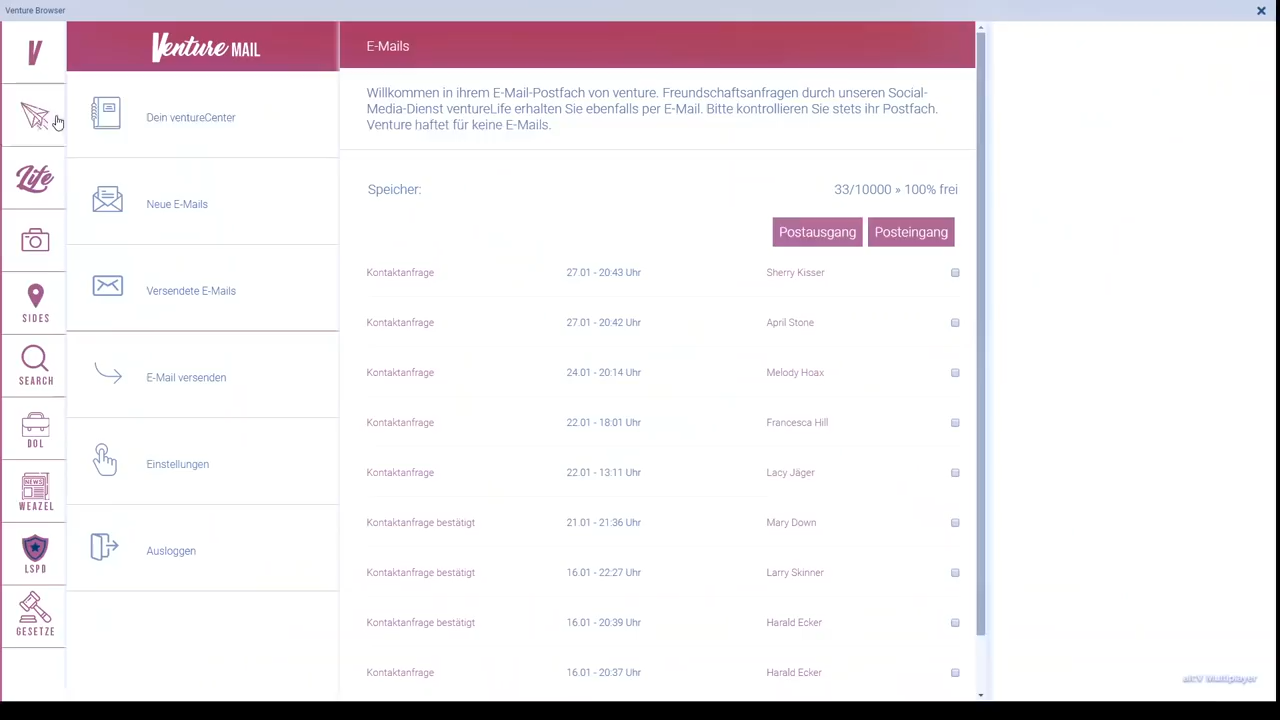 Venture Browser
V
Venture MAIL
E-Mails
Willkommen in ihrem E-Mail-Postfach von venture. Freundschaftsanfragen durch unseren Social-
Media-Dienst ventureLife erhalten Sie ebenfalls per E-Mail. Bitte kontrollieren Sie stets ihr Postfach.
Venture haftet für keine E-Mails.
Dein ventureCenter
Life
Neue E-Mails
Speicher: 33/10000 » 100% frei
Postausgang Posteingang
Kontaktanfrage 27.01 - 20:43 Uhr Sherry Kisser
Versendete E-Mails
SIDES
Kontaktanfrage 27.01 - 20:42 Uhr April Stone
Kontaktanfrage 24.01 - 20:14 Uhr Melody Hoax
E-Mail versenden
SEARCH
Kontaktanfrage 22.01 - 18:01 Uhr Francesca Hill
DOL
Einstellungen
Kontaktanfrage 22.01 - 13:11 Uhr Lacy Jäger
NEWS
WEAZEL
Kontaktanfrage bestätigt 21.01 - 21:36 Uhr Mary Down
Ausloggen
LSPD
Kontaktanfrage bestätigt 16.01 - 22:27 Uhr Larry Skinner
Kontaktanfrage bestätigt 16.01 - 20:39 Uhr Harald Ecker
GESETZE
Kontaktanfrage 16.01 - 20:37 Uhr Harald Ecker
alt:V Multiplayer